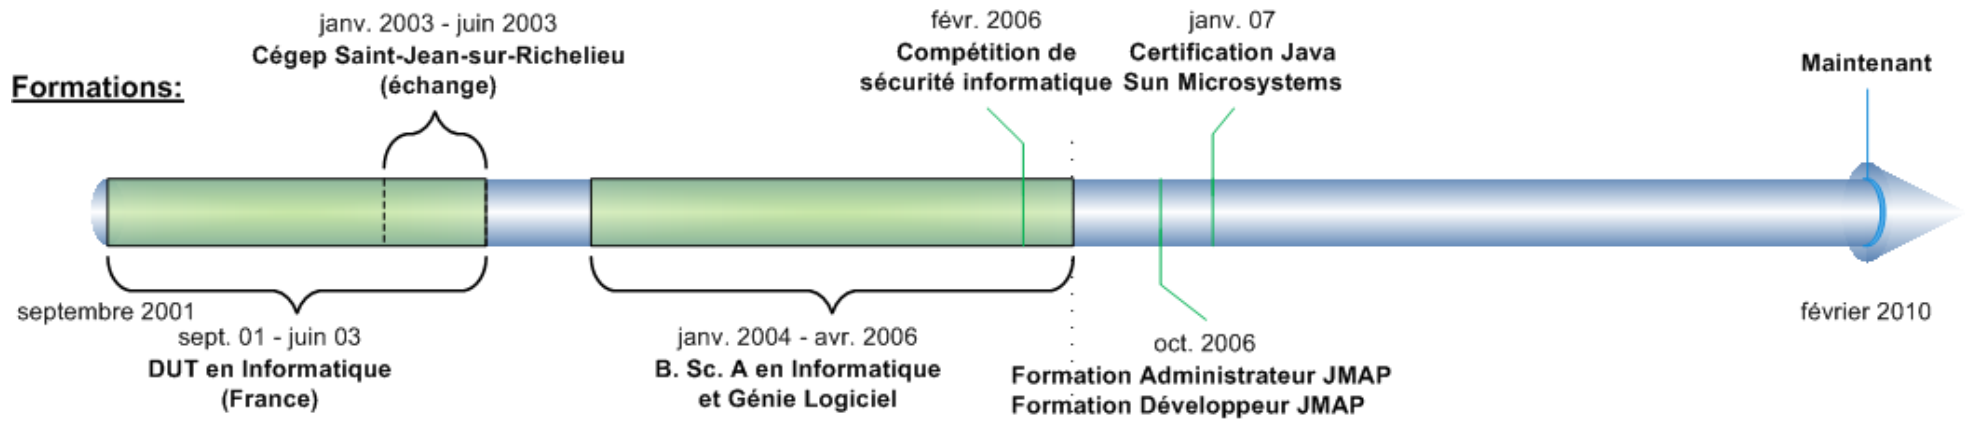 janv. 2003 - juin 2003
Cégep Saint-Jean-sur-Richelieu
(échange)
févr. 2006
Compétition de
sécurité informatique
janv. 07
Certification Java
Sun Microsystems
Maintenant
Formations:
septembre 2001
sept. 01 - juin 03
DUT en Informatique
(France)
janv. 2004 - avr. 2006
B. Sc. A en Informatique
et Génie Logiciel
oct. 2006
Formation Administrateur JMAP
Formation Développeur JMAP
février 2010